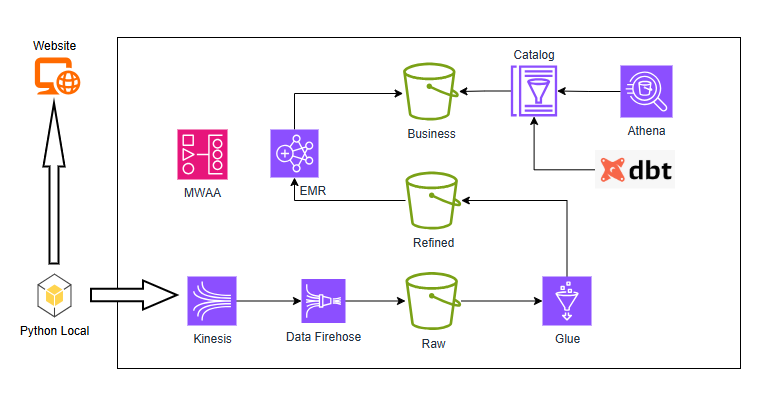 Website
Catalog
Business
Athena
MWAA
EMR
dbt
Refined
Python Local
Kinesis
Data Firehose
Raw
Glue